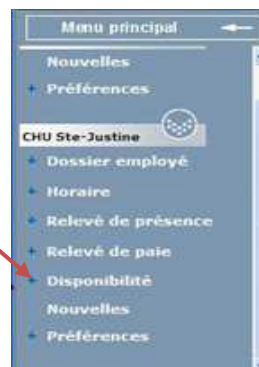 Menu principal
Nouvelles
+ Préférences
CHU Ste-Justine
+ Dossier employé
+ Horaire
+ Relevé de présence
+ Relevé de paie
+ Disponibilité
Nouvelles
+ Préférences